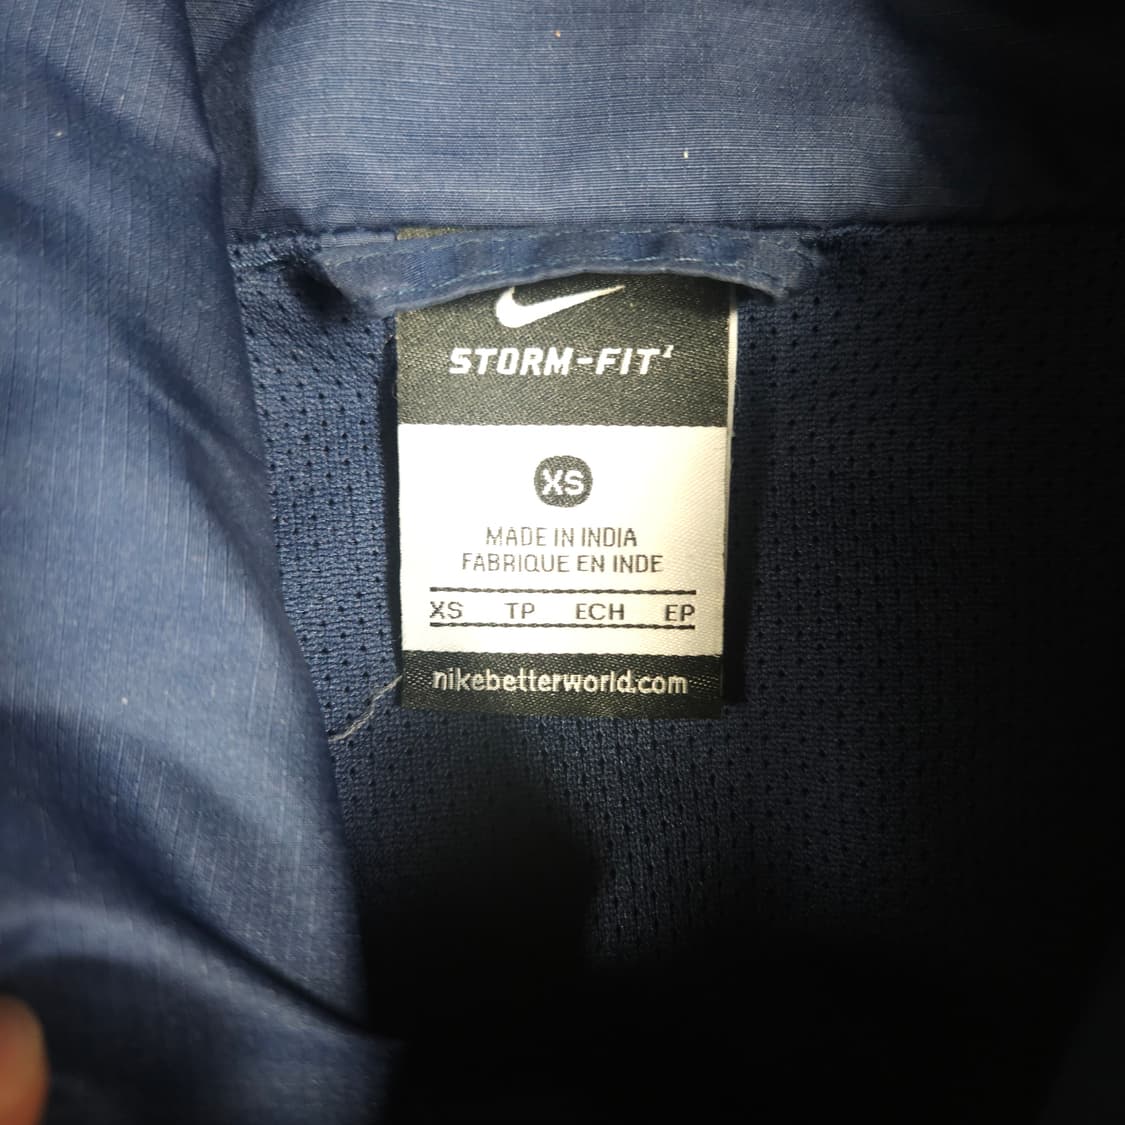 STORM-FIT
XS
MADE IN INDIA
FABRIQUE EN INDE
XS TP ECH EP
nikebetterworld.com